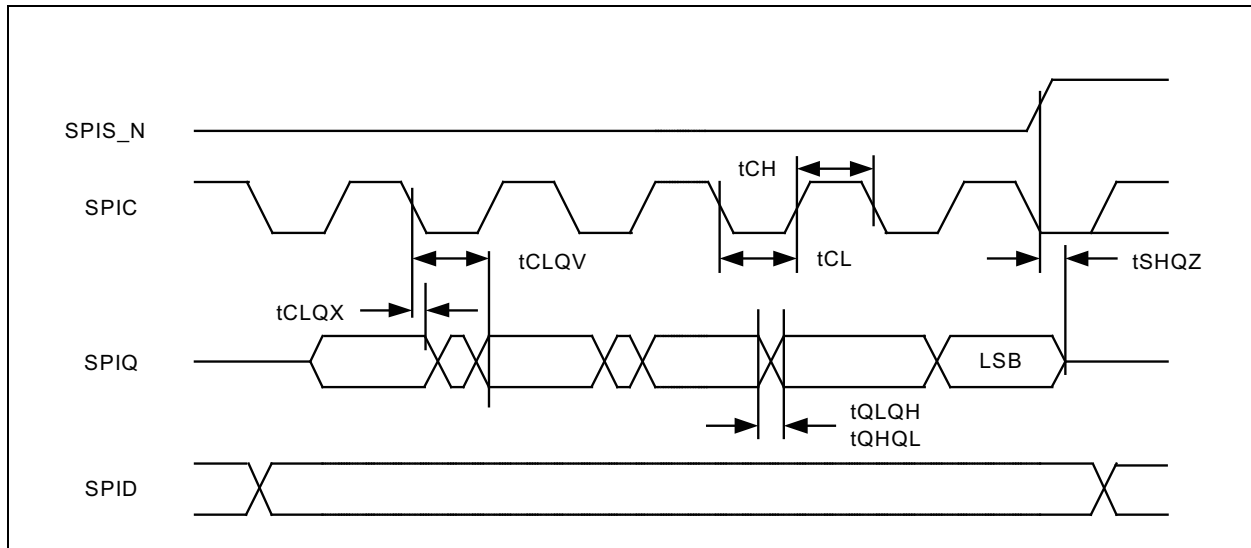 SPIS_N
tCH
SPIC
tCLQV
tCL
tSHQZ
tCLQX
SPIQ
LSB
tQLQH
tQHQL
SPID